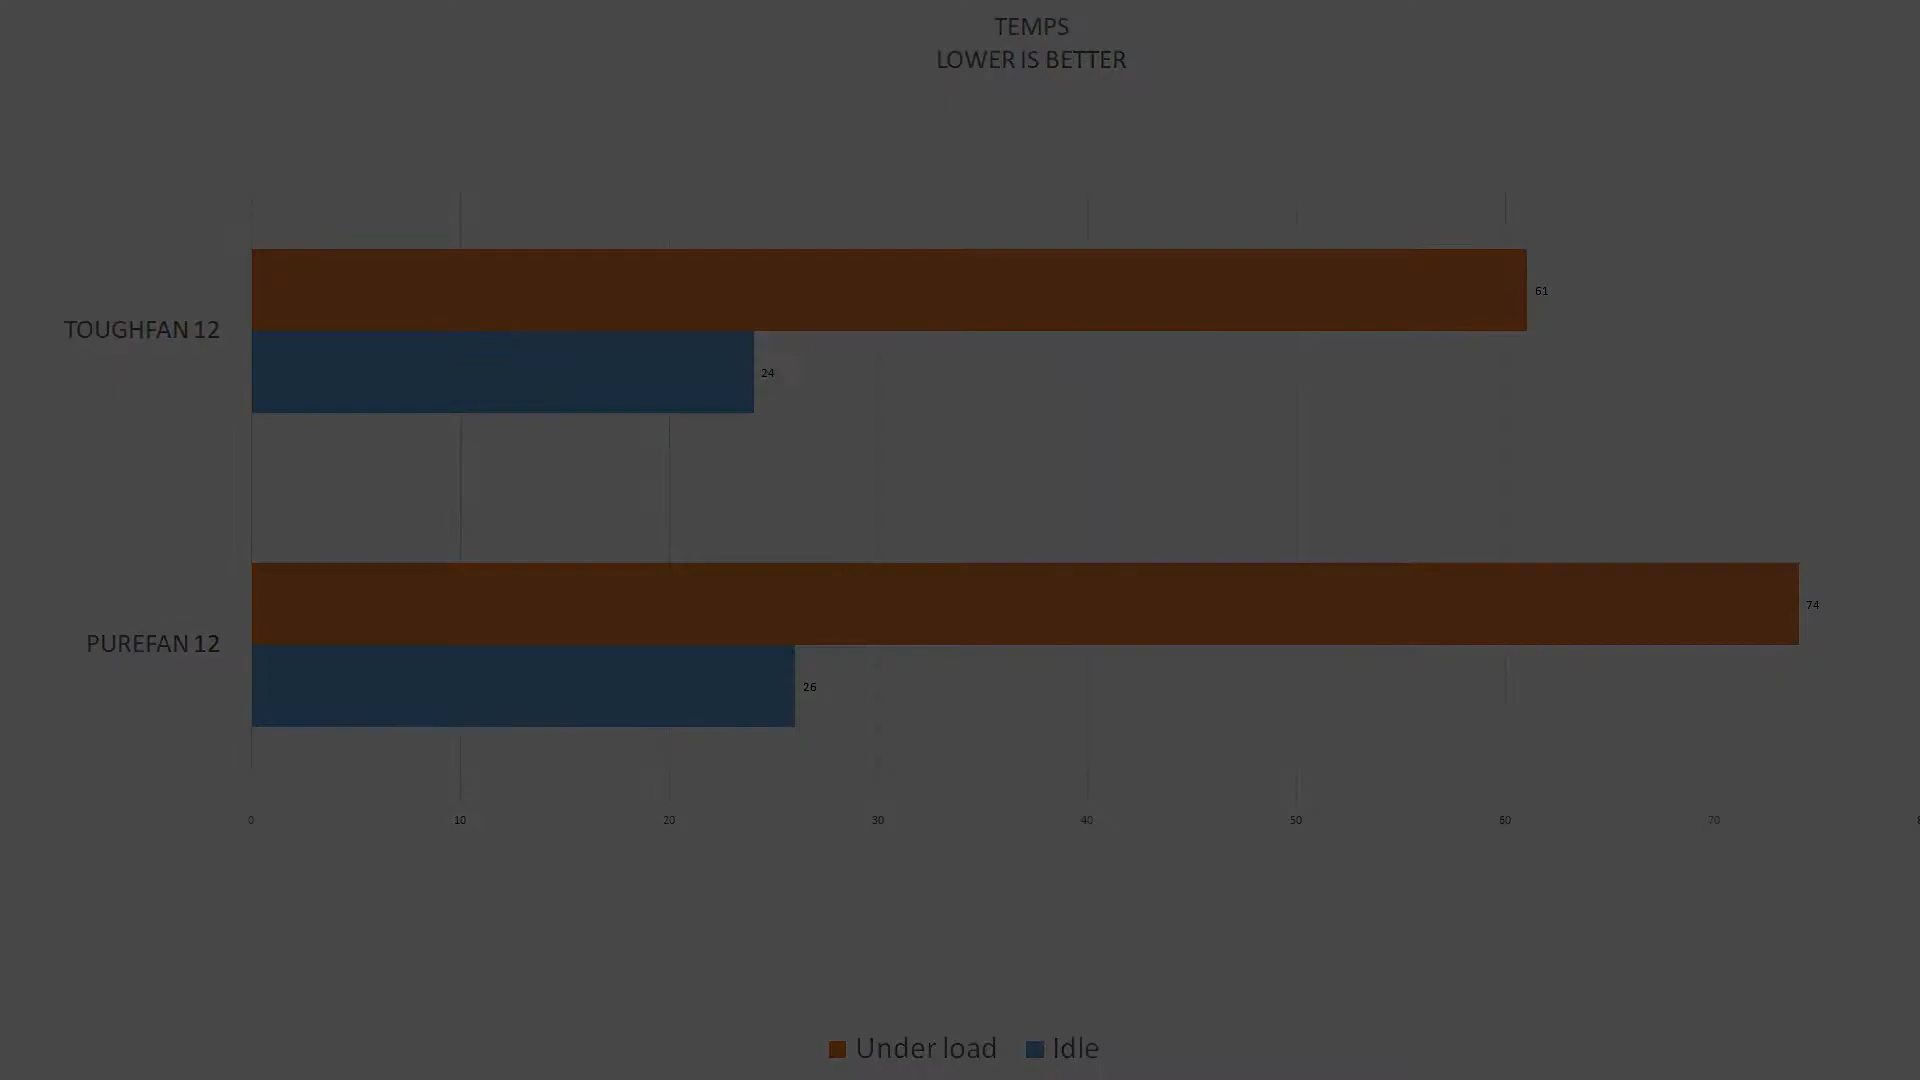 TEMPS
LOWER IS BETTER
TOUGHFAN 12
61
24
PUREFAN 12
74
26
0 10 20 30 40 50 60 70
Under load Idle